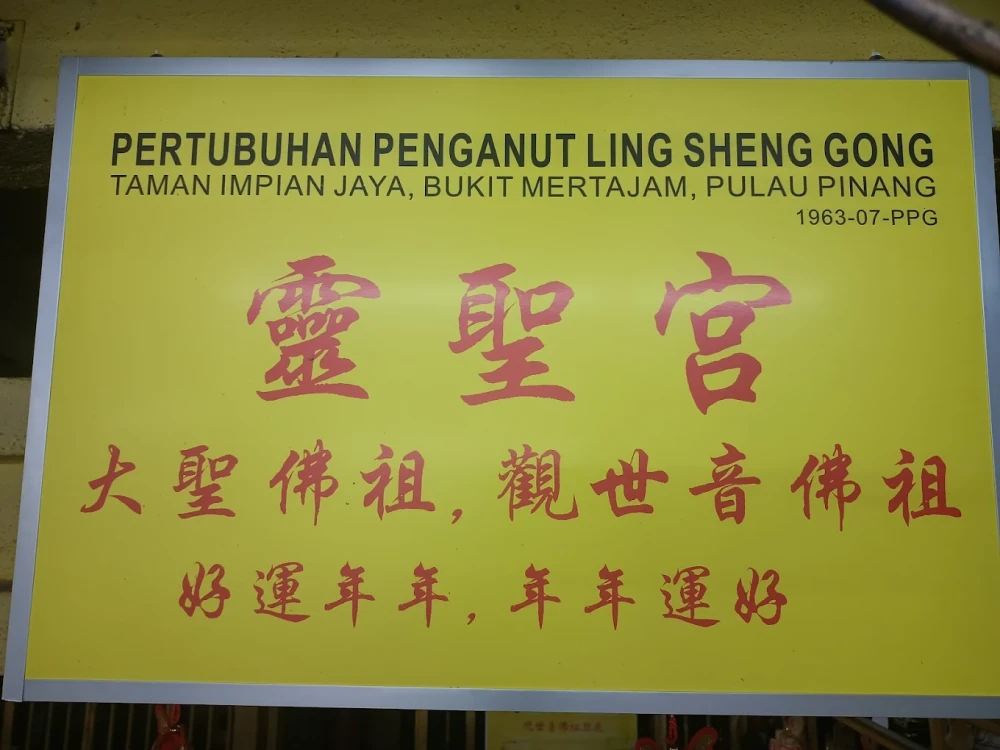 PERTUBUHAN PENGANUT LING SHENG GONG
TAMAN IMPIAN JAYA, BUKIT MERTAJAM, PULAU PINANG
1963-07-PPG
靈聖宮
大聖佛祖,觀世音佛祖
好運年年,年年運好